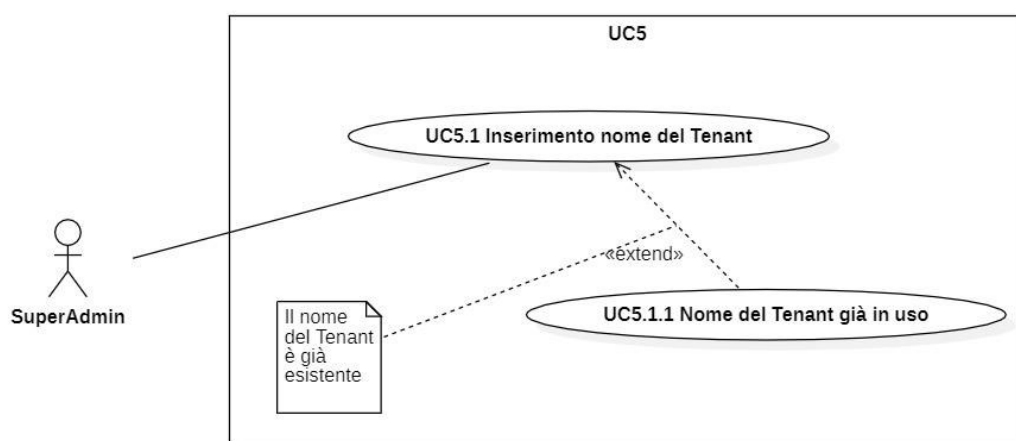 UC5
UC5.1 Inserimento nome del Tenant
«extend»
SuperAdmin
Il nome
del Tenant
è già
esistente
UC5.1.1 Nome del Tenant già in uso